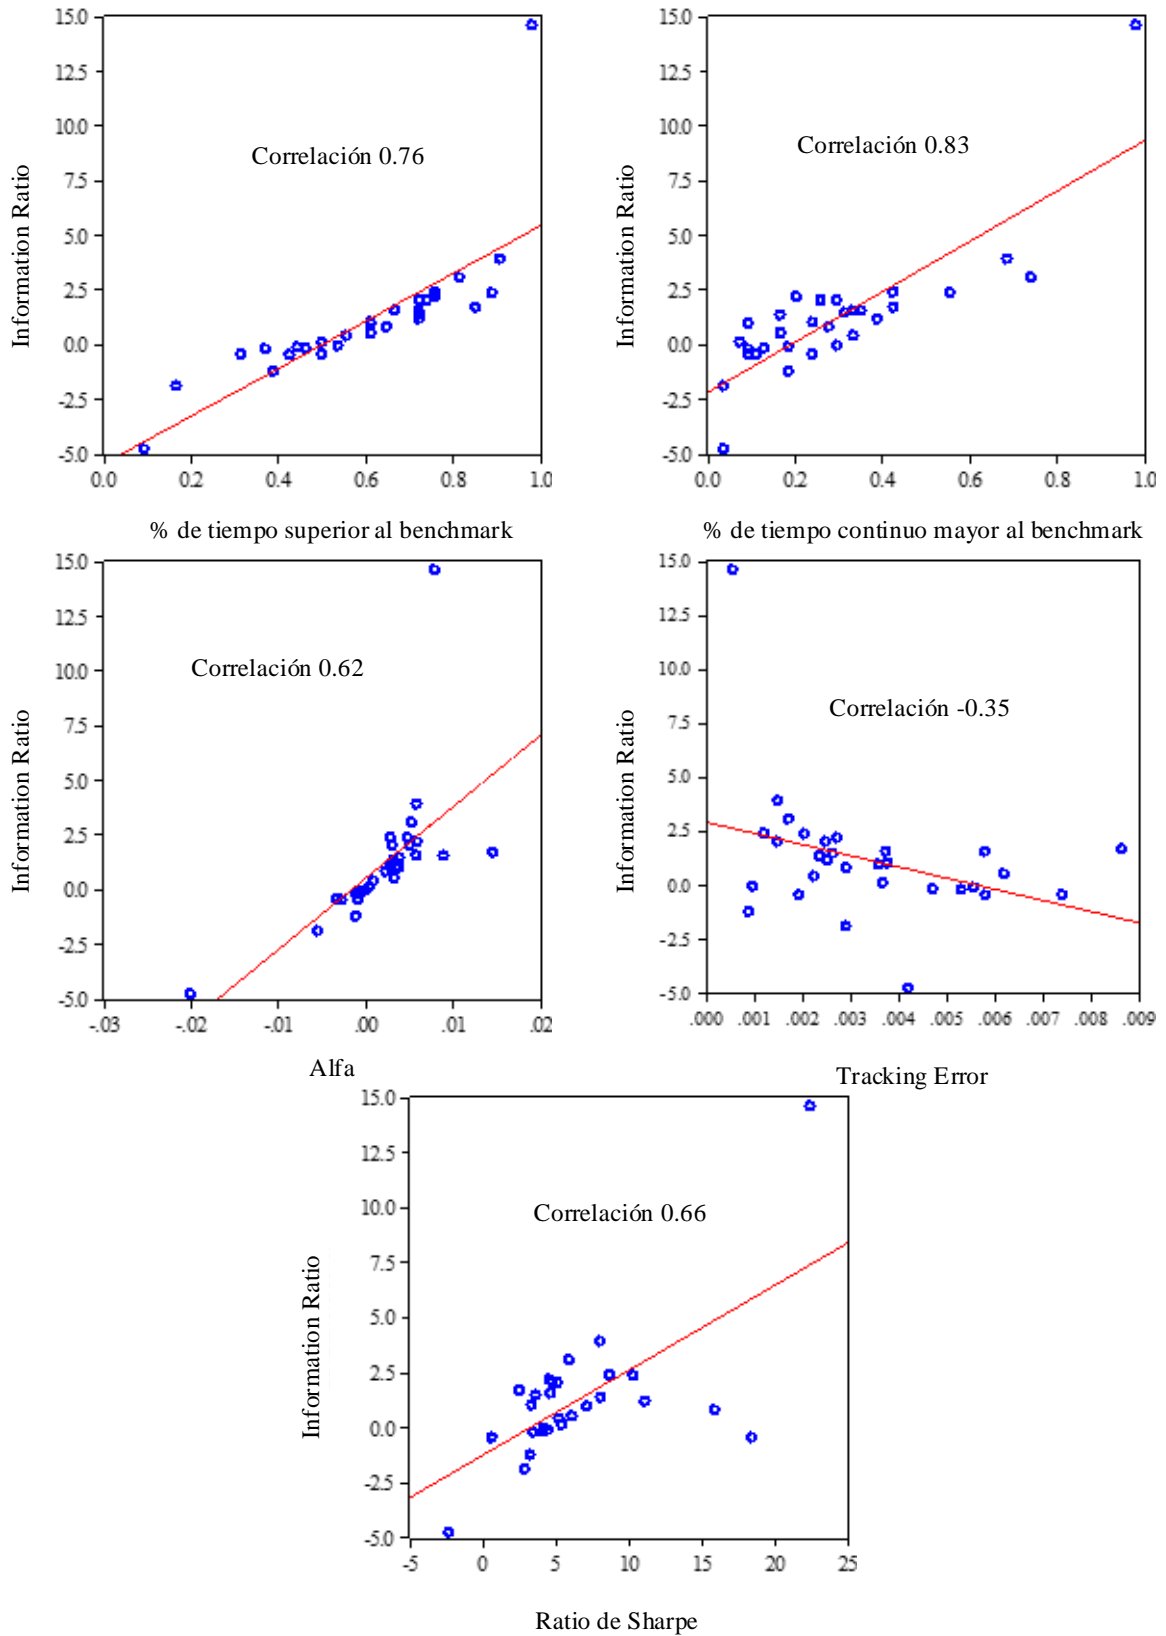 15.0
12.5
10.0
7.5
5.0
2.5
0.0
-2.5
-5.0
Information Ratio
Correlación 0.76
0.0 0.2 0.4 0.6 0.8 1.0
% de tiempo superior al benchmark
15.0
12.5
10.0
7.5
5.0
2.5
0.0
-2.5
-5.0
Information Ratio
Correlación 0.83
0.0 0.2 0.4 0.6 0.8 1.0
% de tiempo continuo mayor al benchmark
15.0
12.5
10.0
7.5
5.0
2.5
0.0
-2.5
-5.0
Information Ratio
Correlación 0.62
-.03 -.02 -.01 .00 .01 .02
Alfa
15.0
12.5
10.0
7.5
5.0
2.5
0.0
-2.5
-5.0
Information Ratio
Correlación -0.35
.000 .001 .002 .003 .004 .005 .006 .007 .008 .009
Tracking Error
15.0
12.5
10.0
7.5
5.0
2.5
0.0
-2.5
-5.0
Information Ratio
Correlación 0.66
-5 0 5 10 15 20 25
Ratio de Sharpe